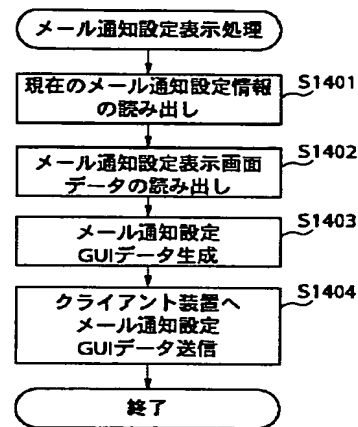 メール通知設定表示処理
現在のメール通知設定情報
の読み出し
S1401
メール通知設定表示画面
データの読み出し
S1402
メール通知設定
GUIデータ生成
S1403
クライアント装置へ
メール通知設定
GUIデータ送信
S1404
終了